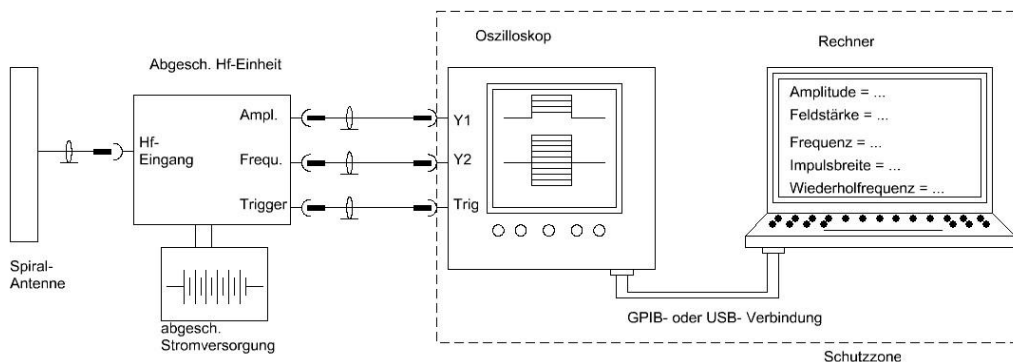 Oszilloskop
Rechner
Abgesch. Hf-Einheit
Amplitude = ...
Feldstärke = ...
Frequenz = ...
Impulsbreite = ...
Wiederholfrequenz = ...
Ampl.
Y1
Hf-
Eingang
Frequ.
Y2
Trigger
Trig
Spiral-
Antenne
abgesch.
Stromversorgung
GPIB- oder USB- Verbindung
Schutzzone